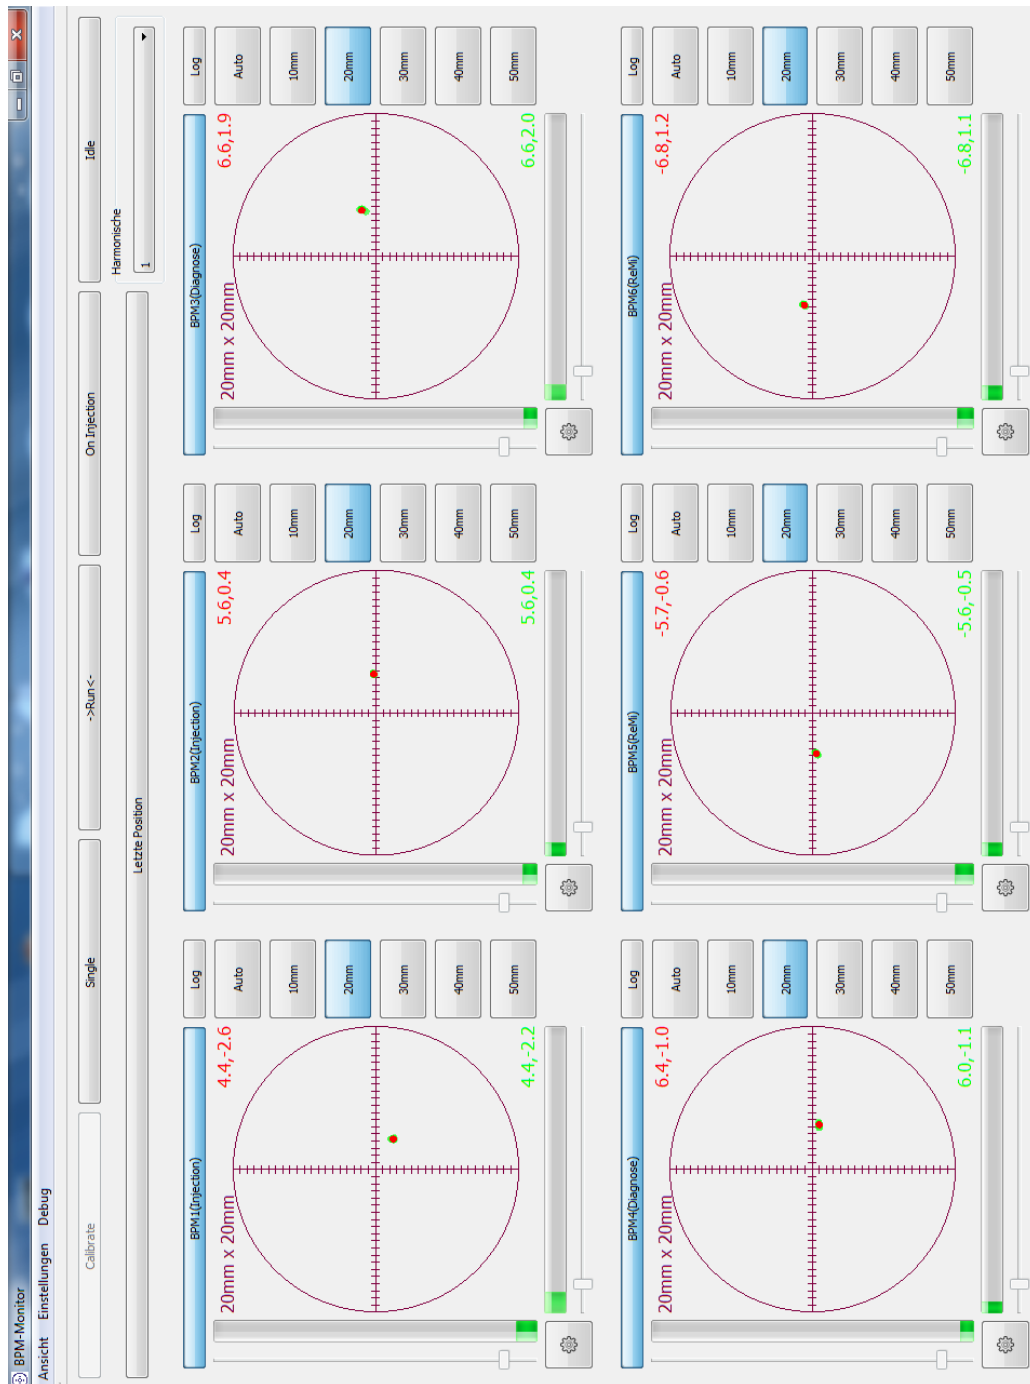 BPM-Monitor
Ansicht Einstellungen Debug
Calibrate Single ->Run<- On Injection Idle
Letzte Position
Harmonische
1
BPM1(Injection) Log
20mm x 20mm 4.4,-2.6
4.4,-2.2
Auto
10mm
20mm
30mm
40mm
50mm
BPM2(Injection) Log
20mm x 20mm 5.6,0.4
5.6,0.4
Auto
10mm
20mm
30mm
40mm
50mm
BPM3(Diagnose) Log
20mm x 20mm 6.6,1.9
6.6,2.0
Auto
10mm
20mm
30mm
40mm
50mm
BPM4(Diagnose) Log
20mm x 20mm 6.4,-1.0
6.0,-1.1
Auto
10mm
20mm
30mm
40mm
50mm
BPM5(ReMi) Log
20mm x 20mm -5.7,-0.6
-5.6,-0.5
Auto
10mm
20mm
30mm
40mm
50mm
BPM6(ReMi) Log
20mm x 20mm -6.8,1.2
-6.8,1.1
Auto
10mm
20mm
30mm
40mm
50mm